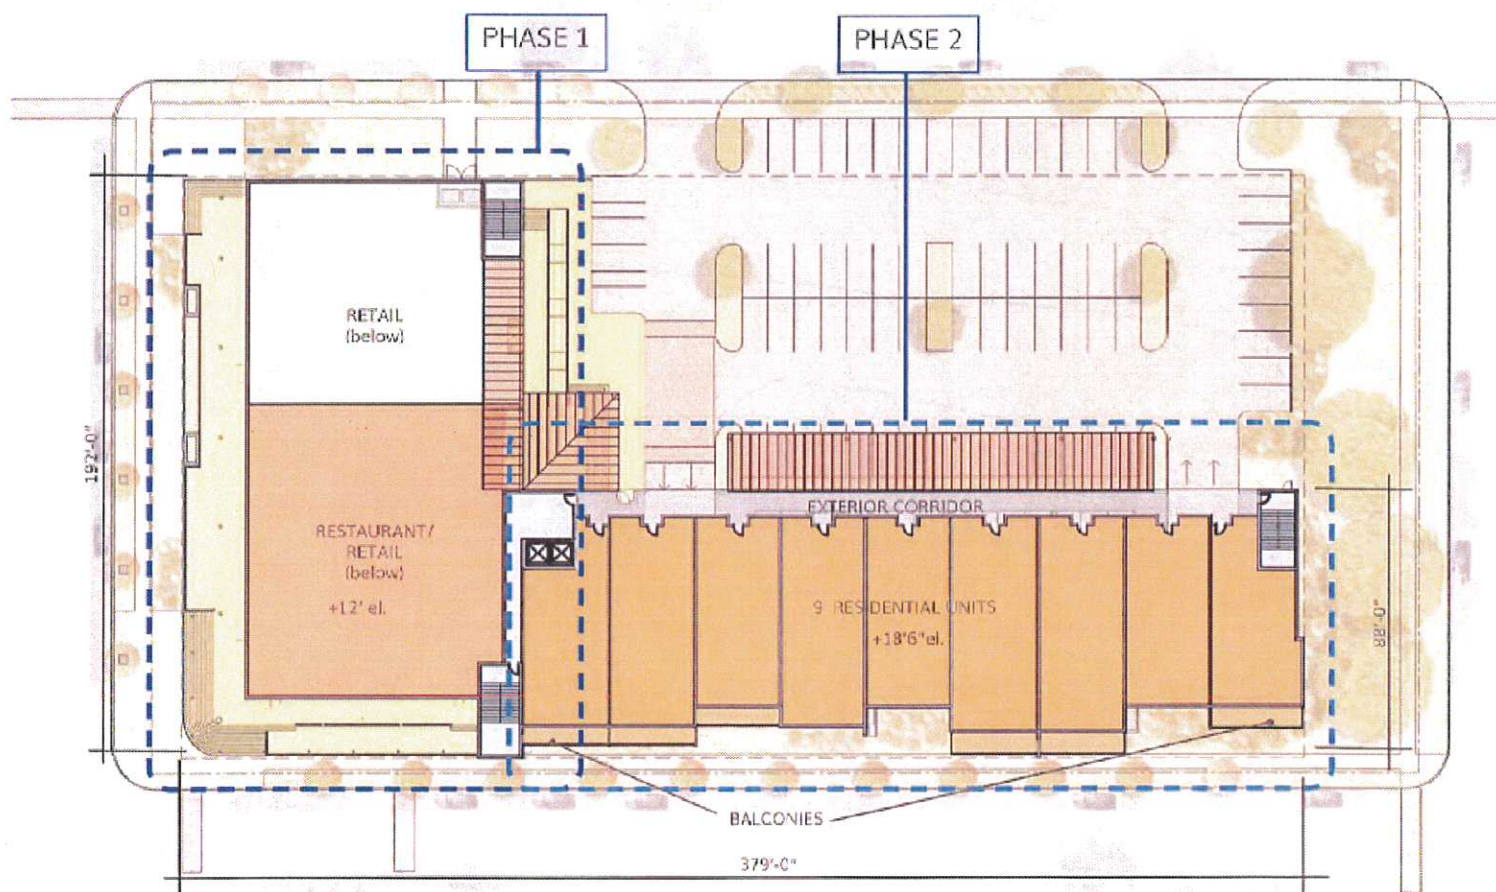 PHASE 1
PHASE 2
RETAIL
(below)
192'-0"
EXTERIOR CORRIDOR
RESTAURANT/
RETAIL
(below)
+12' el.
9 RESIDENTIAL UNITS
+18'6"el.
88'-0"
BALCONIES
379'-0"